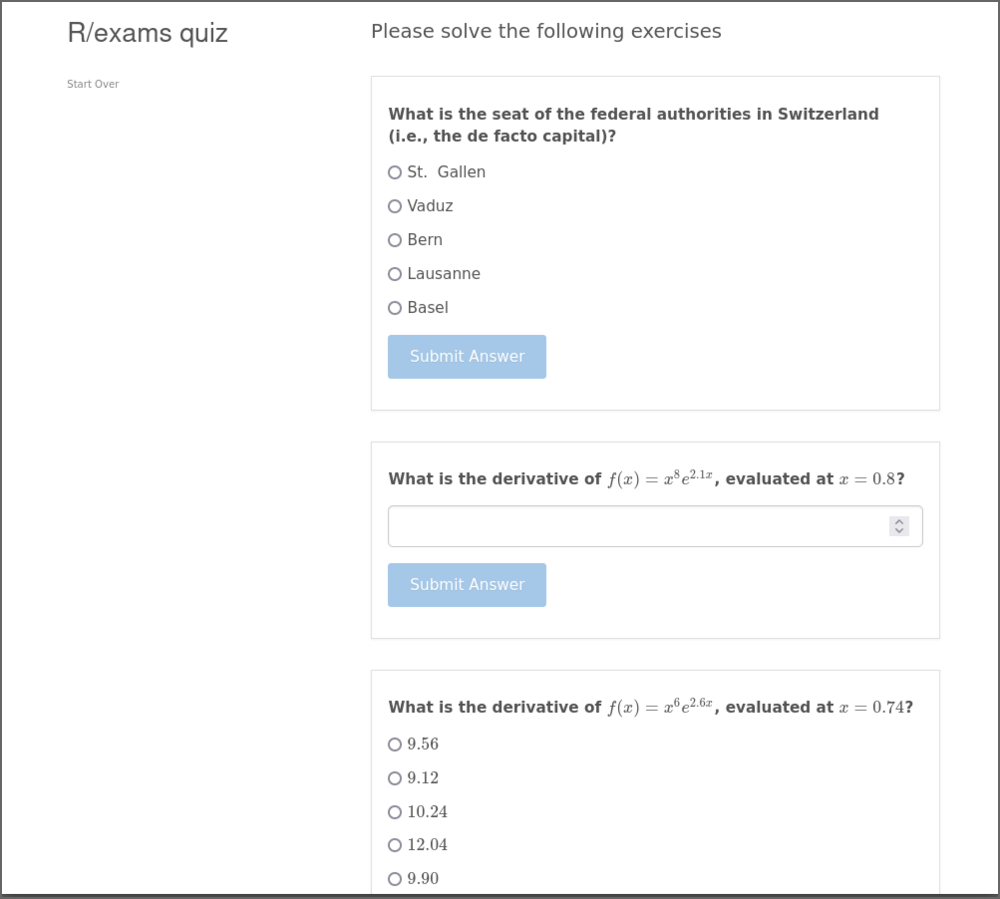 R/exams quiz
Start Over
Please solve the following exercises
What is the seat of the federal authorities in Switzerland
(i.e., the de facto capital)?
St.  Gallen
Vaduz
Bern
Lausanne
Basel
Submit Answer
What is the derivative of f(x) = x⁸e^{2.1x}, evaluated at x = 0.8?
Submit Answer
What is the derivative of f(x) = x⁶e^{2.6x}, evaluated at x = 0.74?
9.56
9.12
10.24
12.04
9.90